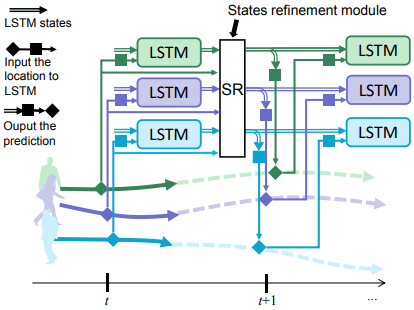 LSTM states
States refinement module
Input the
location to
LSTM
Ouput the
prediction
LSTM
LSTM
LSTM
SR
LSTM
LSTM
LSTM
t
t+1
...